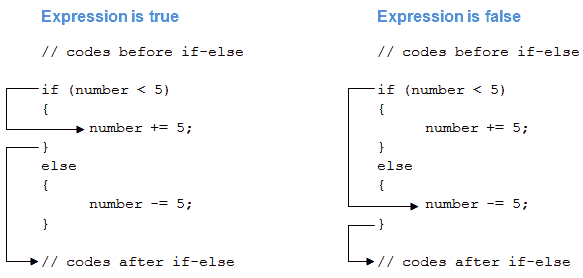 Expression is true
// codes before if-else
if (number < 5)
{
number += 5;
}
else
{
number -= 5;
}
// codes after if-else
Expression is false
// codes before if-else
if (number < 5)
{
number += 5;
}
else
{
number -= 5;
}
// codes after if-else